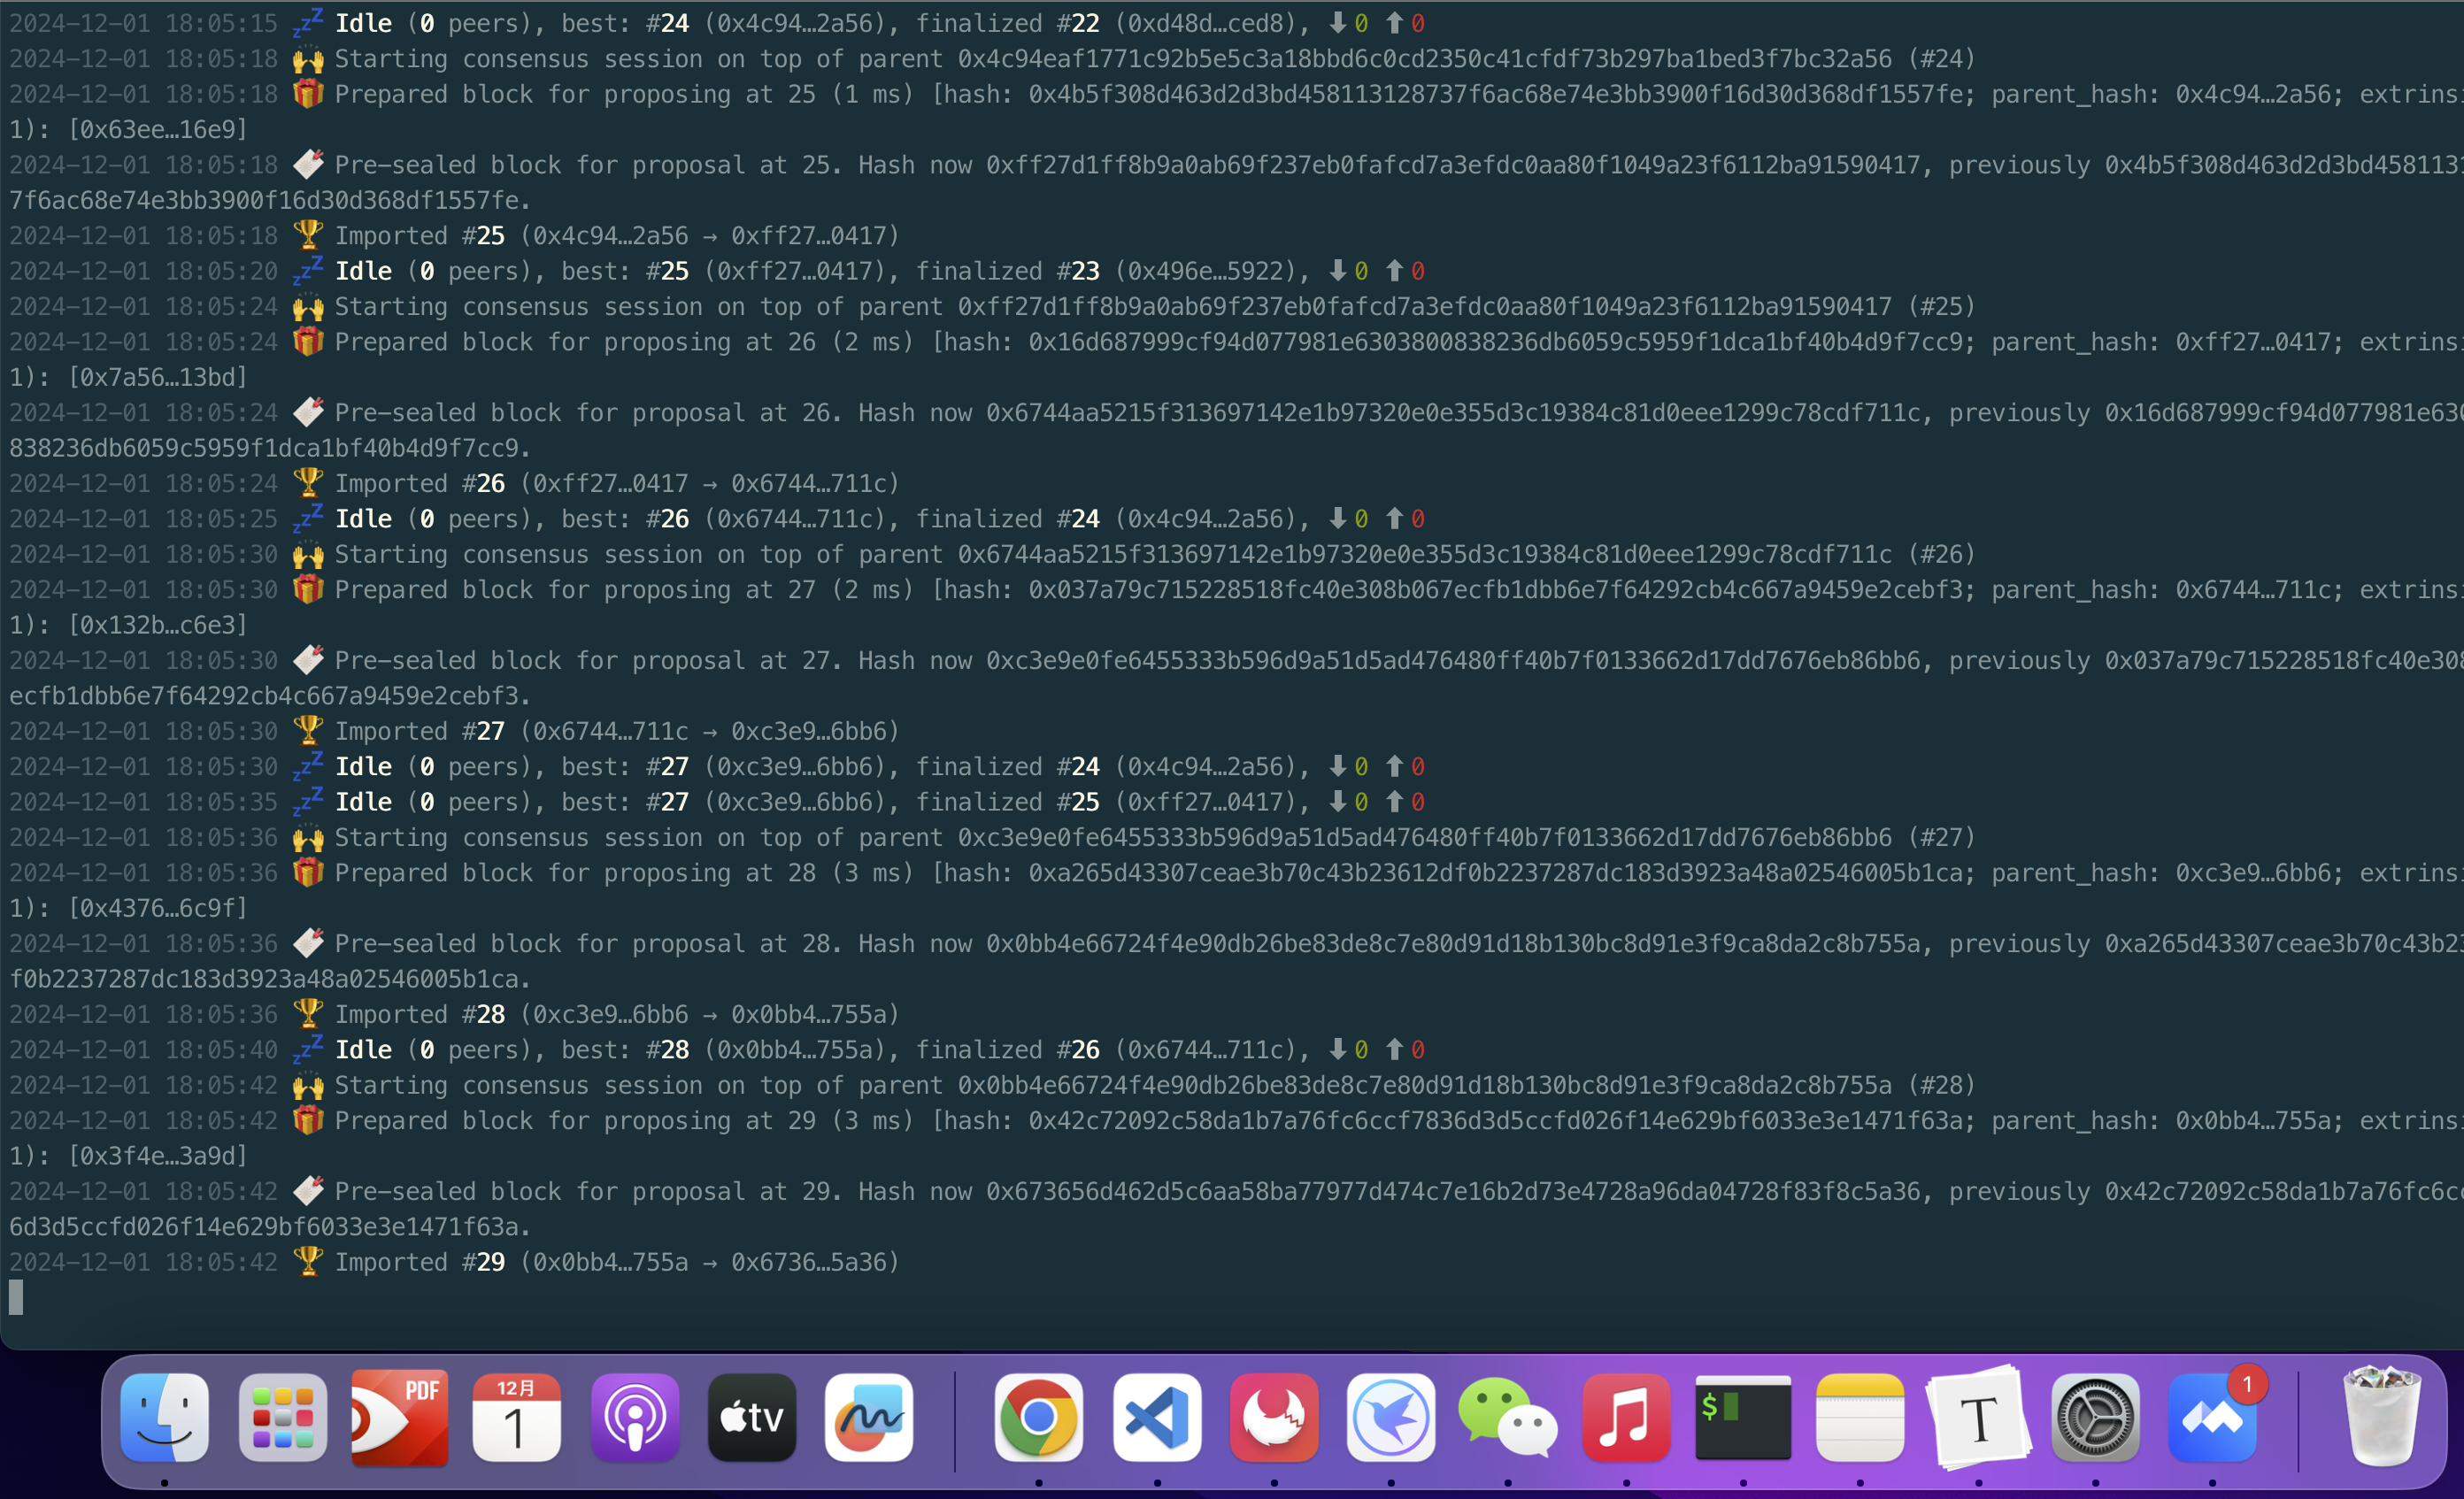 2024-12-01 18:05:15 💤 Idle (0 peers), best: #24 (0x4c94…2a56), finalized #22 (0xd48d…ced8), ⬇ 0 ⬆ 0
2024-12-01 18:05:18 🙌 Starting consensus session on top of parent 0x4c94eaf1771c92b5e5c3a18bbd6c0cd2350c41cfdf73b297ba1bed3f7bc32a56 (#24)
2024-12-01 18:05:18 🎁 Prepared block for proposing at 25 (1 ms) [hash: 0x4b5f308d463d2d3bd458113128737f6ac68e74e3bb3900f16d30d368df1557fe; parent_hash: 0x4c94…2a56; extrins
1): [0x63ee…16e9]
2024-12-01 18:05:18 🔖 Pre-sealed block for proposal at 25. Hash now 0xff27d1ff8b9a0ab69f237eb0fafcd7a3efdc0aa80f1049a23f6112ba91590417, previously 0x4b5f308d463d2d3bd458113
7f6ac68e74e3bb3900f16d30d368df1557fe.
2024-12-01 18:05:18 🏆 Imported #25 (0x4c94…2a56 → 0xff27…0417)
2024-12-01 18:05:20 💤 Idle (0 peers), best: #25 (0xff27…0417), finalized #23 (0x496e…5922), ⬇ 0 ⬆ 0
2024-12-01 18:05:24 🙌 Starting consensus session on top of parent 0xff27d1ff8b9a0ab69f237eb0fafcd7a3efdc0aa80f1049a23f6112ba91590417 (#25)
2024-12-01 18:05:24 🎁 Prepared block for proposing at 26 (2 ms) [hash: 0x16d687999cf94d077981e6303800838236db6059c5959f1dca1bf40b4d9f7cc9; parent_hash: 0xff27…0417; extrins
1): [0x7a56…13bd]
2024-12-01 18:05:24 🔖 Pre-sealed block for proposal at 26. Hash now 0x6744aa5215f313697142e1b97320e0e355d3c19384c81d0eee1299c78cdf711c, previously 0x16d687999cf94d077981e630
838236db6059c5959f1dca1bf40b4d9f7cc9.
2024-12-01 18:05:24 🏆 Imported #26 (0xff27…0417 → 0x6744…711c)
2024-12-01 18:05:25 💤 Idle (0 peers), best: #26 (0x6744…711c), finalized #24 (0x4c94…2a56), ⬇ 0 ⬆ 0
2024-12-01 18:05:30 🙌 Starting consensus session on top of parent 0x6744aa5215f313697142e1b97320e0e355d3c19384c81d0eee1299c78cdf711c (#26)
2024-12-01 18:05:30 🎁 Prepared block for proposing at 27 (2 ms) [hash: 0x037a79c715228518fc40e308b067ecfb1dbb6e7f64292cb4c667a9459e2cebf3; parent_hash: 0x6744…711c; extrins
1): [0x132b…c6e3]
2024-12-01 18:05:30 🔖 Pre-sealed block for proposal at 27. Hash now 0xc3e9e0fe6455333b596d9a51d5ad476480ff40b7f0133662d17dd7676eb86bb6, previously 0x037a79c715228518fc40e308
ecfb1dbb6e7f64292cb4c667a9459e2cebf3.
2024-12-01 18:05:30 🏆 Imported #27 (0x6744…711c → 0xc3e9…6bb6)
2024-12-01 18:05:30 💤 Idle (0 peers), best: #27 (0xc3e9…6bb6), finalized #24 (0x4c94…2a56), ⬇ 0 ⬆ 0
2024-12-01 18:05:35 💤 Idle (0 peers), best: #27 (0xc3e9…6bb6), finalized #25 (0xff27…0417), ⬇ 0 ⬆ 0
2024-12-01 18:05:36 🙌 Starting consensus session on top of parent 0xc3e9e0fe6455333b596d9a51d5ad476480ff40b7f0133662d17dd7676eb86bb6 (#27)
2024-12-01 18:05:36 🎁 Prepared block for proposing at 28 (3 ms) [hash: 0xa265d43307ceae3b70c43b23612df0b2237287dc183d3923a48a02546005b1ca; parent_hash: 0xc3e9…6bb6; extrins
1): [0x4376…6c9f]
2024-12-01 18:05:36 🔖 Pre-sealed block for proposal at 28. Hash now 0x0bb4e66724f4e90db26be83de8c7e80d91d18b130bc8d91e3f9ca8da2c8b755a, previously 0xa265d43307ceae3b70c43b23
f0b2237287dc183d3923a48a02546005b1ca.
2024-12-01 18:05:36 🏆 Imported #28 (0xc3e9…6bb6 → 0x0bb4…755a)
2024-12-01 18:05:40 💤 Idle (0 peers), best: #28 (0x0bb4…755a), finalized #26 (0x6744…711c), ⬇ 0 ⬆ 0
2024-12-01 18:05:42 🙌 Starting consensus session on top of parent 0x0bb4e66724f4e90db26be83de8c7e80d91d18b130bc8d91e3f9ca8da2c8b755a (#28)
2024-12-01 18:05:42 🎁 Prepared block for proposing at 29 (3 ms) [hash: 0x42c72092c58da1b7a76fc6ccf7836d3d5ccfd026f14e629bf6033e3e1471f63a; parent_hash: 0x0bb4…755a; extrins
1): [0x3f4e…3a9d]
2024-12-01 18:05:42 🔖 Pre-sealed block for proposal at 29. Hash now 0x673656d462d5c6aa58ba77977d474c7e16b2d73e4728a96da04728f83f8c5a36, previously 0x42c72092c58da1b7a76fc6cc
6d3d5ccfd026f14e629bf6033e3e1471f63a.
2024-12-01 18:05:42 🏆 Imported #29 (0x0bb4…755a → 0x6736…5a36)
PDF
12月
1
tv
$
T
1